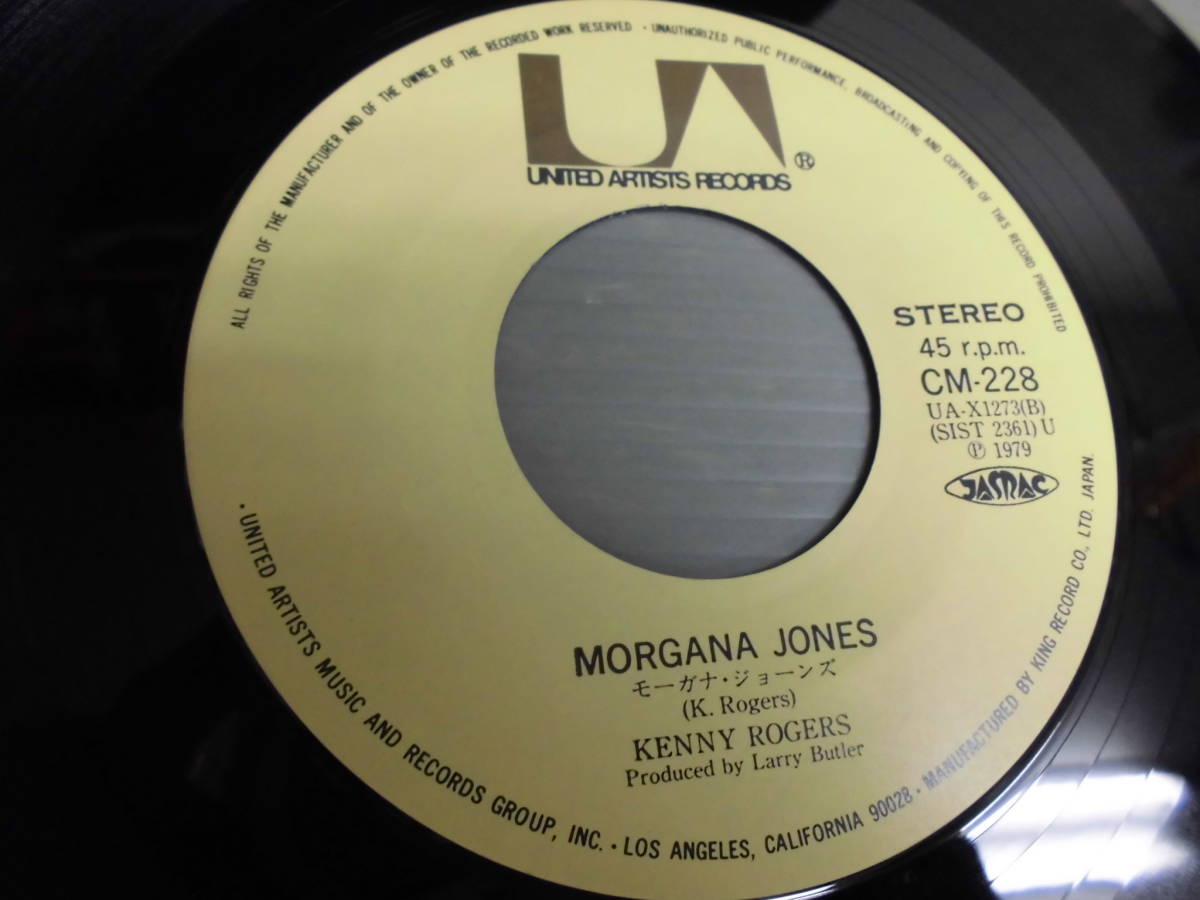 ALL RIGHTS OF THE MANUFACTURER AND OF THE OWNER OF THE RECORDED WORK RESERVED · UNAUTHORIZED PUBLIC PERFORMANCE, BROADCASTING AND COPYING OF THIS RECORD PROHIBITED
UA®
UNITED ARTISTS RECORDS
STEREO
45 r.p.m.
CM-228
UA-X1273(B)
(SIST 2361) U
℗ 1979
JASRAC
MORGANA JONES
モーガナ・ジョーンズ
(K. Rogers)
KENNY ROGERS
Produced by Larry Butler
· UNITED ARTISTS MUSIC AND RECORDS GROUP, INC. · LOS ANGELES, CALIFORNIA 90028 · MANUFACTURED BY KING RECORD CO., LTD. JAPAN.